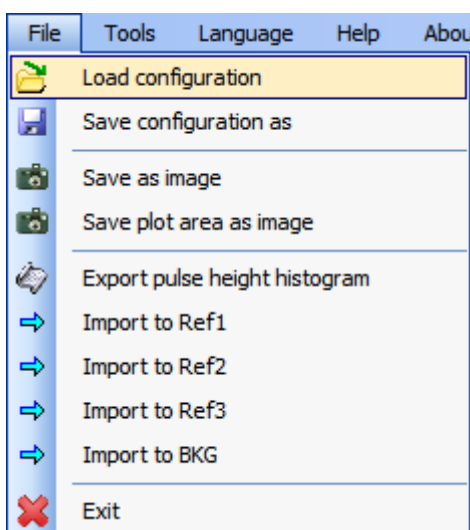 File Tools Language Help Abou
Load configuration
Save configuration as
Save as image
Save plot area as image
Export pulse height histogram
Import to Ref1
Import to Ref2
Import to Ref3
Import to BKG
Exit